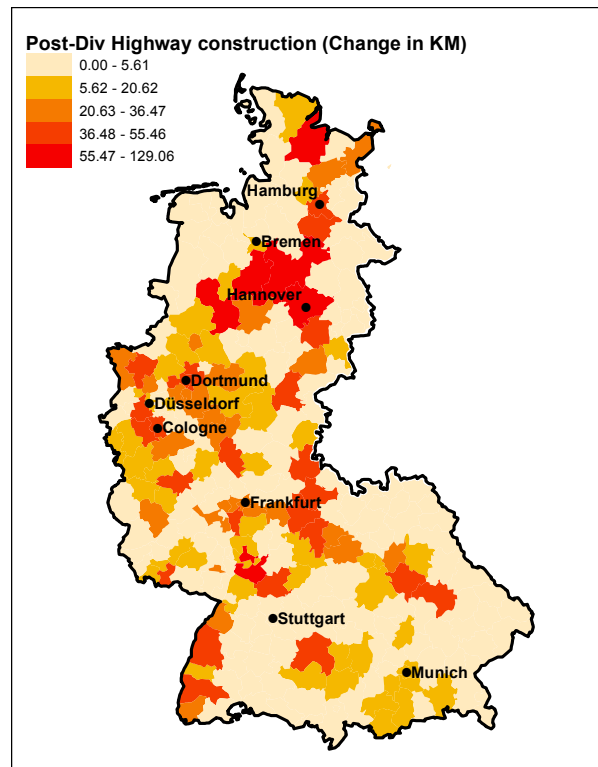 Post-Div Highway construction (Change in KM)
0.00 - 5.61
5.62 - 20.62
20.63 - 36.47
36.48 - 55.46
55.47 - 129.06
Hamburg
Bremen
Hannover
Dortmund
Düsseldorf
Cologne
Frankfurt
Stuttgart
Munich